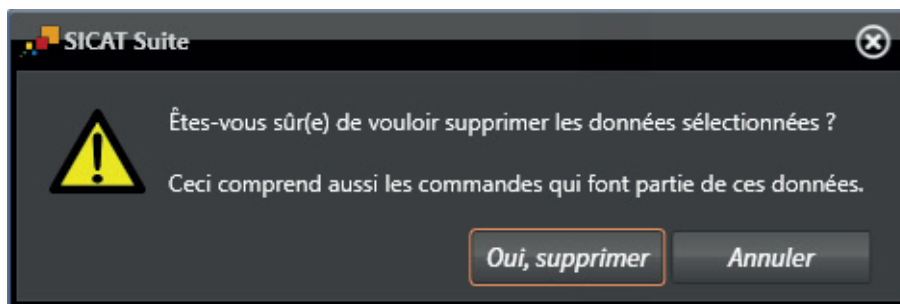 SICAT Suite
Êtes-vous sûr(e) de vouloir supprimer les données sélectionnées ?
Ceci comprend aussi les commandes qui font partie de ces données.
Oui, supprimer Annuler